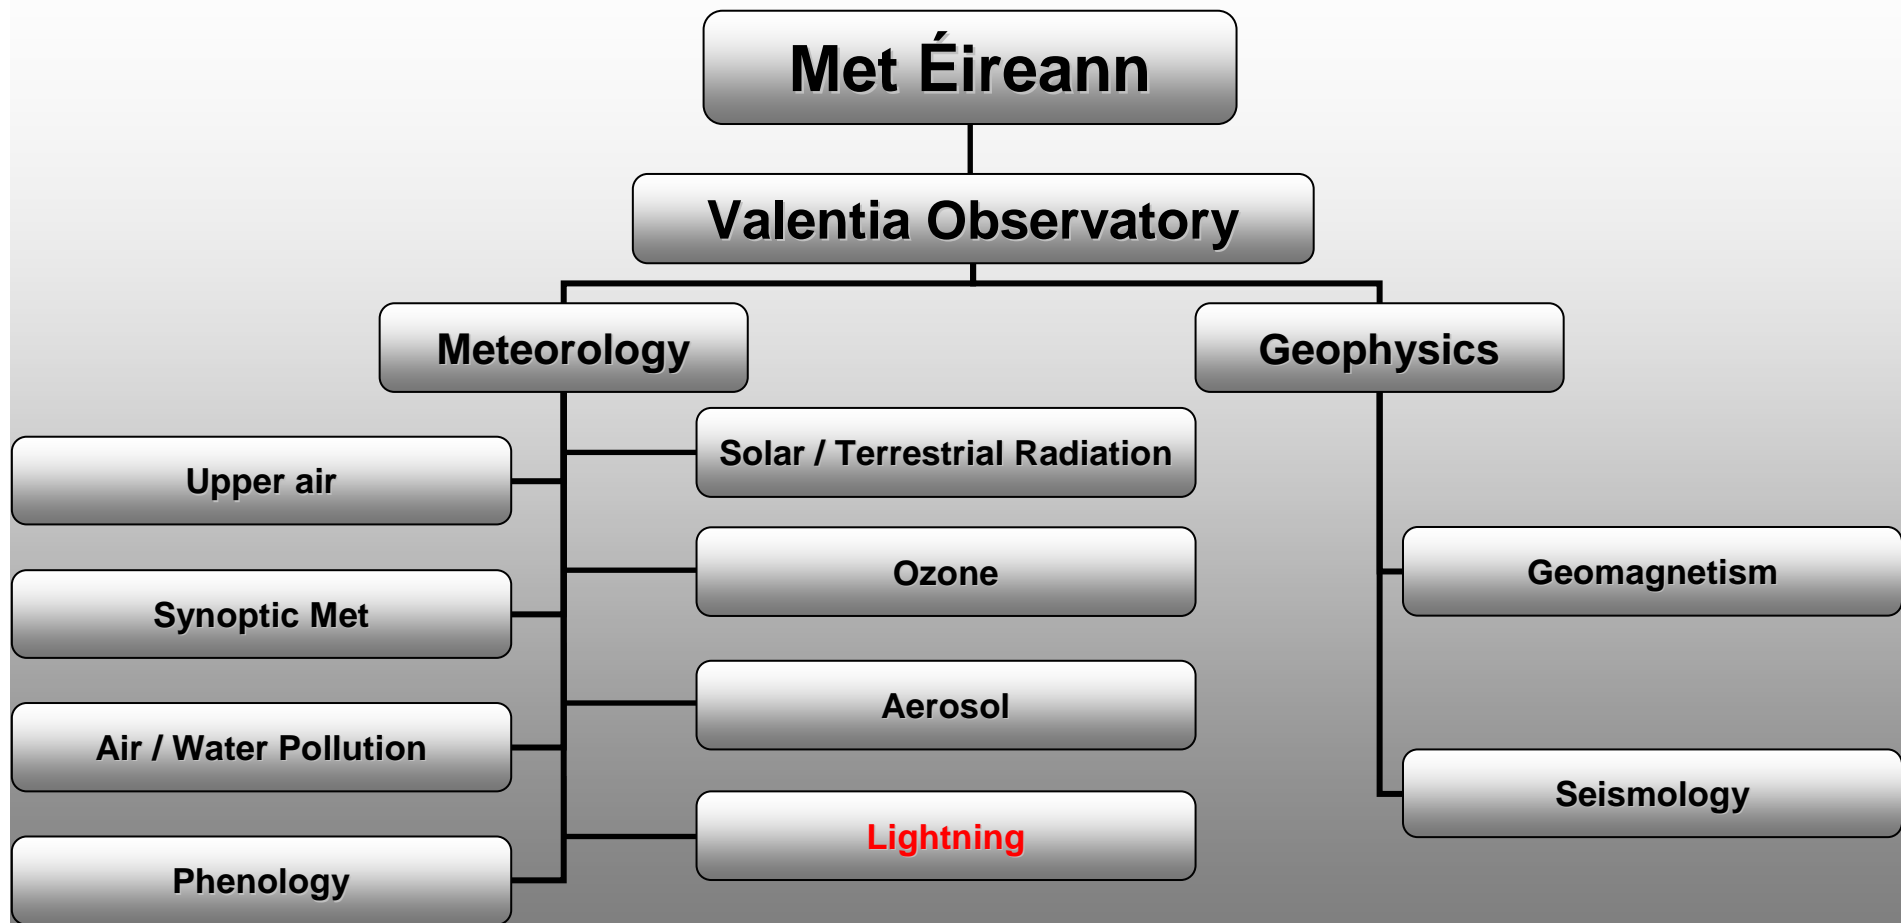 Met Éireann
Valentia Observatory
Meteorology
Geophysics
Upper air
Synoptic Met
Air / Water Pollution
Phenology
Solar / Terrestrial Radiation
Ozone
Aerosol
Lightning
Geomagnetism
Seismology